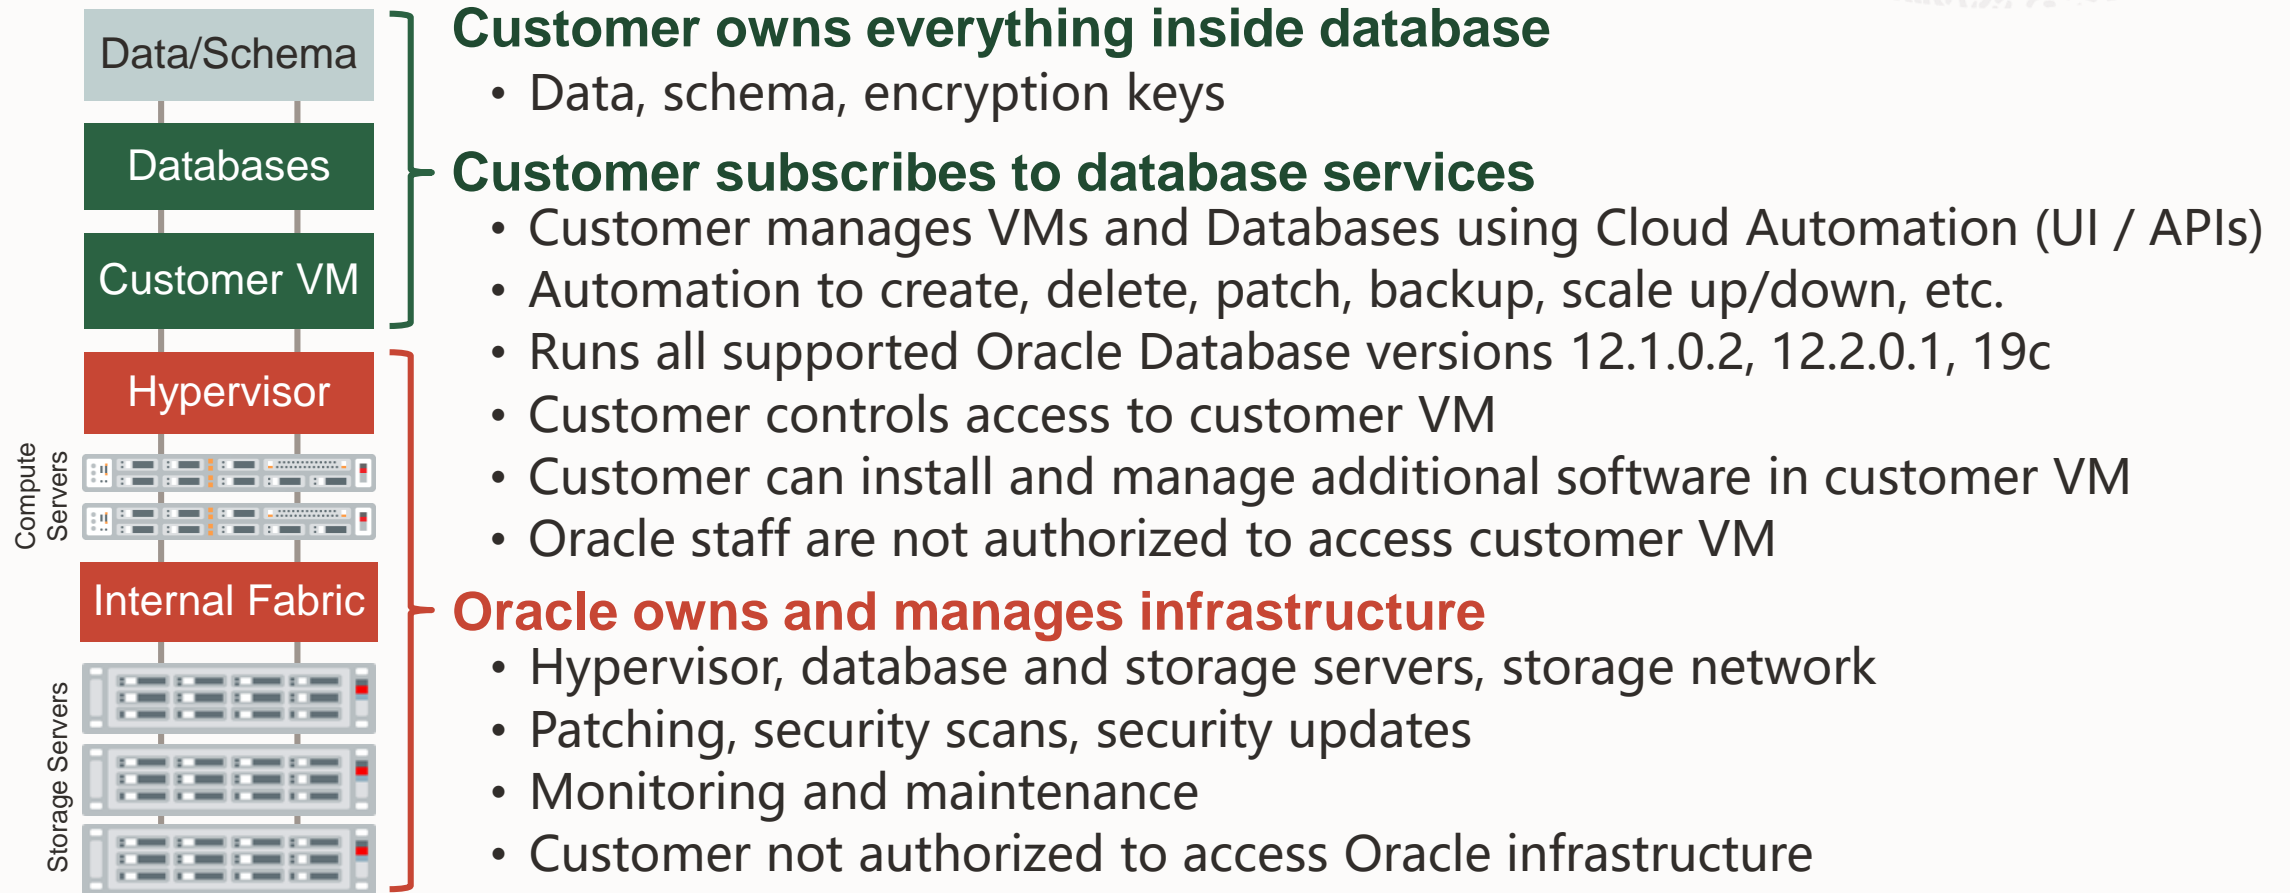 Data/Schema
Databases
Customer VM
Hypervisor
Compute
Servers
Internal Fabric
Storage Servers
Customer owns everything inside database
• Data, schema, encryption keys
Customer subscribes to database services
• Customer manages VMs and Databases using Cloud Automation (UI / APIs)
• Automation to create, delete, patch, backup, scale up/down, etc.
• Runs all supported Oracle Database versions 12.1.0.2, 12.2.0.1, 19c
• Customer controls access to customer VM
• Customer can install and manage additional software in customer VM
• Oracle staff are not authorized to access customer VM
Oracle owns and manages infrastructure
• Hypervisor, database and storage servers, storage network
• Patching, security scans, security updates
• Monitoring and maintenance
• Customer not authorized to access Oracle infrastructure